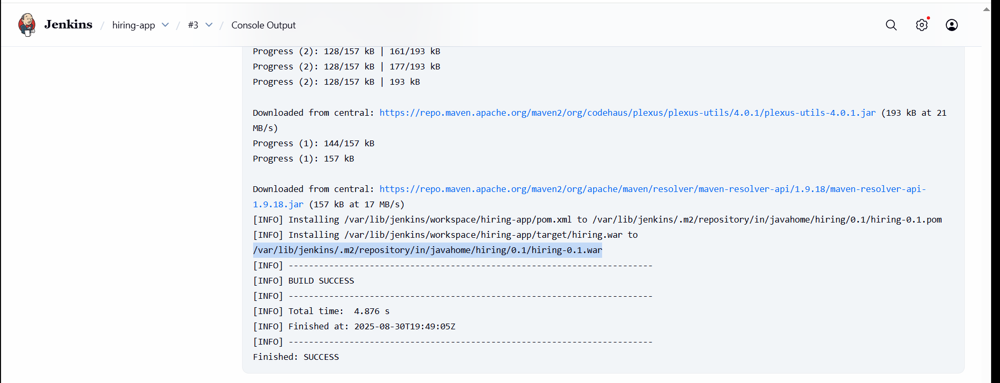 Jenkins / hiring-app / #3 / Console Output
Progress (2): 128/157 kB | 161/193 kB
Progress (2): 128/157 kB | 177/193 kB
Progress (2): 128/157 kB | 193 kB
Downloaded from central: https://repo.maven.apache.org/maven2/org/codehaus/plexus/plexus-utils/4.0.1/plexus-utils-4.0.1.jar (193 kB at 21
MB/s)
Progress (1): 144/157 kB
Progress (1): 157 kB
Downloaded from central: https://repo.maven.apache.org/maven2/org/apache/maven/resolver/maven-resolver-api/1.9.18/maven-resolver-api-
1.9.18.jar (157 kB at 17 MB/s)
[INFO] Installing /var/lib/jenkins/workspace/hiring-app/pom.xml to /var/lib/jenkins/.m2/repository/in/javahome/hiring/0.1/hiring-0.1.pom
[INFO] Installing /var/lib/jenkins/workspace/hiring-app/target/hiring.war to
/var/lib/jenkins/.m2/repository/in/javahome/hiring/0.1/hiring-0.1.war
[INFO] ------------------------------------------------------------------------
[INFO] BUILD SUCCESS
[INFO] ------------------------------------------------------------------------
[INFO] Total time:  4.876 s
[INFO] Finished at: 2025-08-30T19:49:05Z
[INFO] ------------------------------------------------------------------------
Finished: SUCCESS